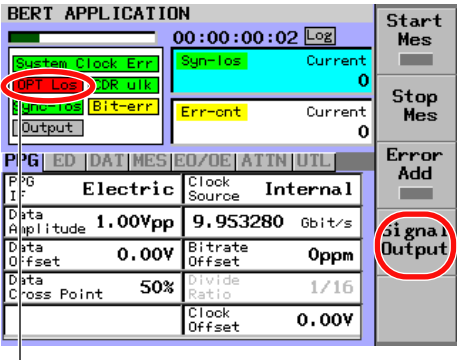 BERT APPLICATION
00:00:00:02 Log
System Clock Err
OPT Los CDR ulk
Sync-los Bit-err
Output
Syn-los Current
0
Err-cnt Current
0
PPG ED DAT MES EO/OE ATTN UTL
PPG I/F Electric
Clock Source Internal
Data Amplitude 1.00Vpp
9.953280 Gbit/s
Data Offset 0.00V
Bitrate Offset 0ppm
Data Cross Point 50%
Divide Ratio 1/16
Clock Offset 0.00V
Start
Mes
Stop
Mes
Error
Add
Signal
Output